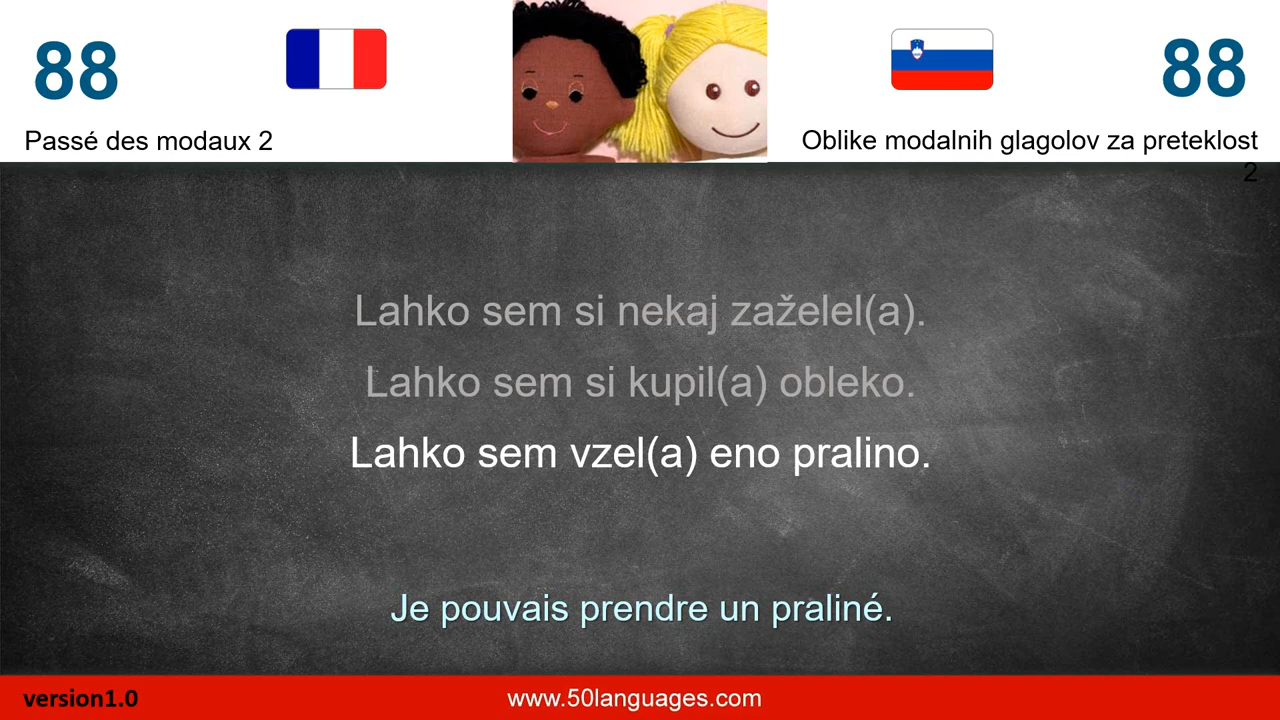 88
88
Passé des modaux 2
Oblike modalnih glagolov za preteklost
2
Lahko sem si nekaj zaželel(a).
Lahko sem si kupil(a) obleko.
Lahko sem vzel(a) eno pralino.
Je pouvais prendre un praliné.
version1.0
www.50languages.com